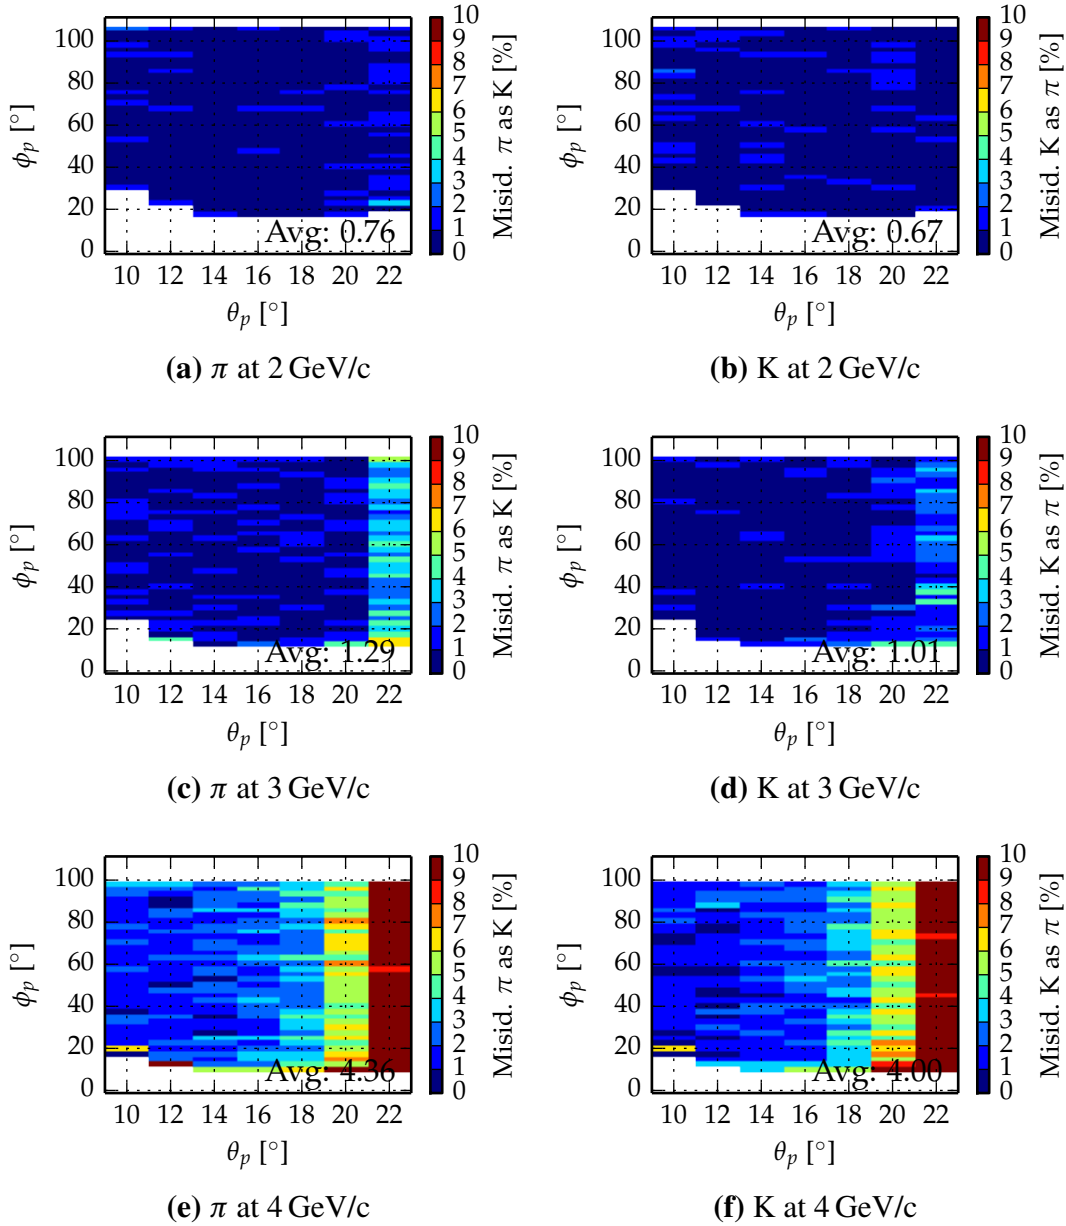 10
9
8
7
6
5
4
3
2
1
0
Misid. π as K [%]
100
80
60
40
20
0
ϕp [°]
Avg: 0.76
10 12 14 16 18 20 22
θp [°]
(a) π at 2 GeV/c
10
9
8
7
6
5
4
3
2
1
0
Misid. K as π [%]
100
80
60
40
20
0
ϕp [°]
Avg: 0.67
10 12 14 16 18 20 22
θp [°]
(b) K at 2 GeV/c
10
9
8
7
6
5
4
3
2
1
0
Misid. π as K [%]
100
80
60
40
20
0
ϕp [°]
Avg: 1.29
10 12 14 16 18 20 22
θp [°]
(c) π at 3 GeV/c
10
9
8
7
6
5
4
3
2
1
0
Misid. K as π [%]
100
80
60
40
20
0
ϕp [°]
Avg: 1.01
10 12 14 16 18 20 22
θp [°]
(d) K at 3 GeV/c
10
9
8
7
6
5
4
3
2
1
0
Misid. π as K [%]
100
80
60
40
20
0
ϕp [°]
Avg: 4.36
10 12 14 16 18 20 22
θp [°]
(e) π at 4 GeV/c
10
9
8
7
6
5
4
3
2
1
0
Misid. K as π [%]
100
80
60
40
20
0
ϕp [°]
Avg: 4.00
10 12 14 16 18 20 22
θp [°]
(f) K at 4 GeV/c